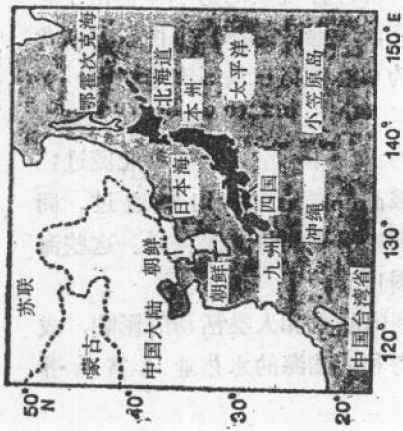 鄂霍次克海
北海道
本州
太平洋
小笠原岛
日本海
四国
冲绳
苏联
朝鲜
朝鲜
九州
蒙古
中国大陆
中国台湾省
50°
N
40°
30°
20°
120°
130°
140°
150°E